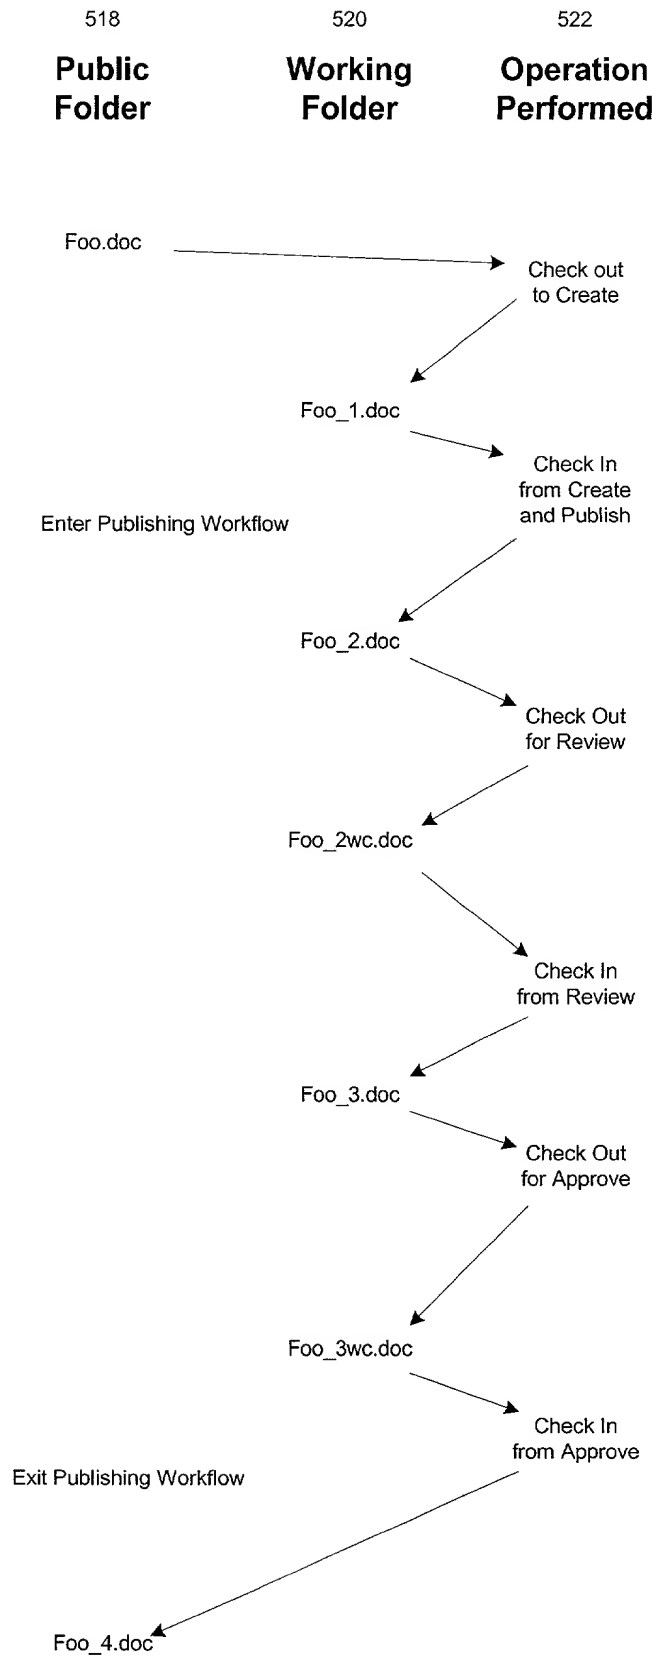 518 520 522
Public Working Operation
Folder Folder Performed
Foo.doc
Check out
to Create
Foo_1.doc
Check In
from Create
and Publish
Enter Publishing Workflow
Foo_2.doc
Check Out
for Review
Foo_2wc.doc
Check In
from Review
Foo_3.doc
Check Out
for Approve
Foo_3wc.doc
Check In
from Approve
Exit Publishing Workflow
Foo_4.doc